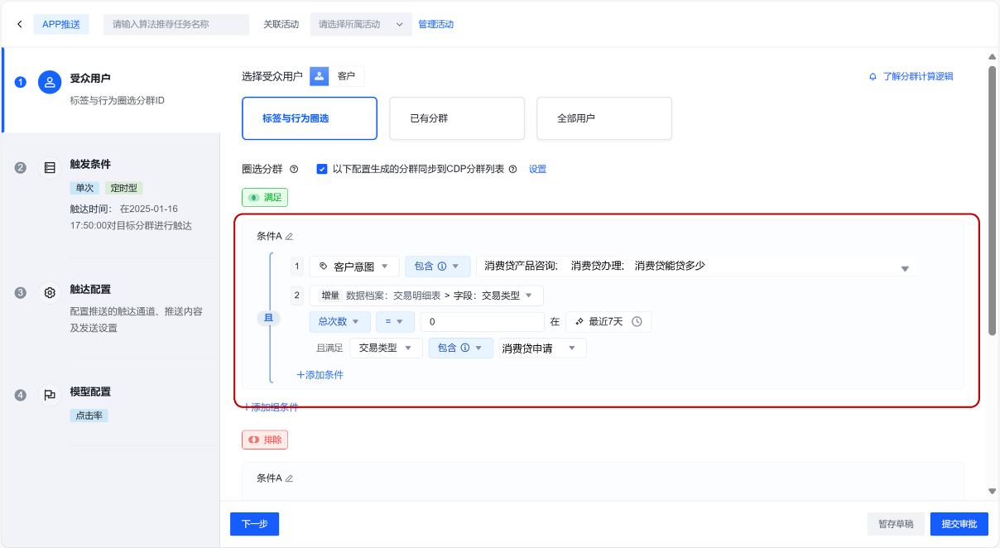 APP推送 请输入算法推荐任务名称 关联活动 请选择所属活动 管理活动
1 受众用户
标签与行为圈选分群ID
2 触发条件
单次 定时型
触达时间： 在2025-01-16
17:50:00对目标分群进行触达
3 触达配置
配置推送的触达通道、推送内容
及发送设置
4 模型配置
点击率
选择受众用户 客户 了解分群计算逻辑
标签与行为圈选 已有分群 全部用户
圈选分群 以下配置生成的分群同步到CDP分群列表 设置
满足
条件A
且
1 客户意图 包含 消费贷产品咨询; 消费贷办理; 消费贷能贷多少
2 增量 数据档案：交易明细表 > 字段：交易类型
总次数 = 0 在 最近7天
且满足 交易类型 包含 消费贷申请
+添加条件
+添加组条件
排除
条件A
下一步 暂存草稿 提交审批